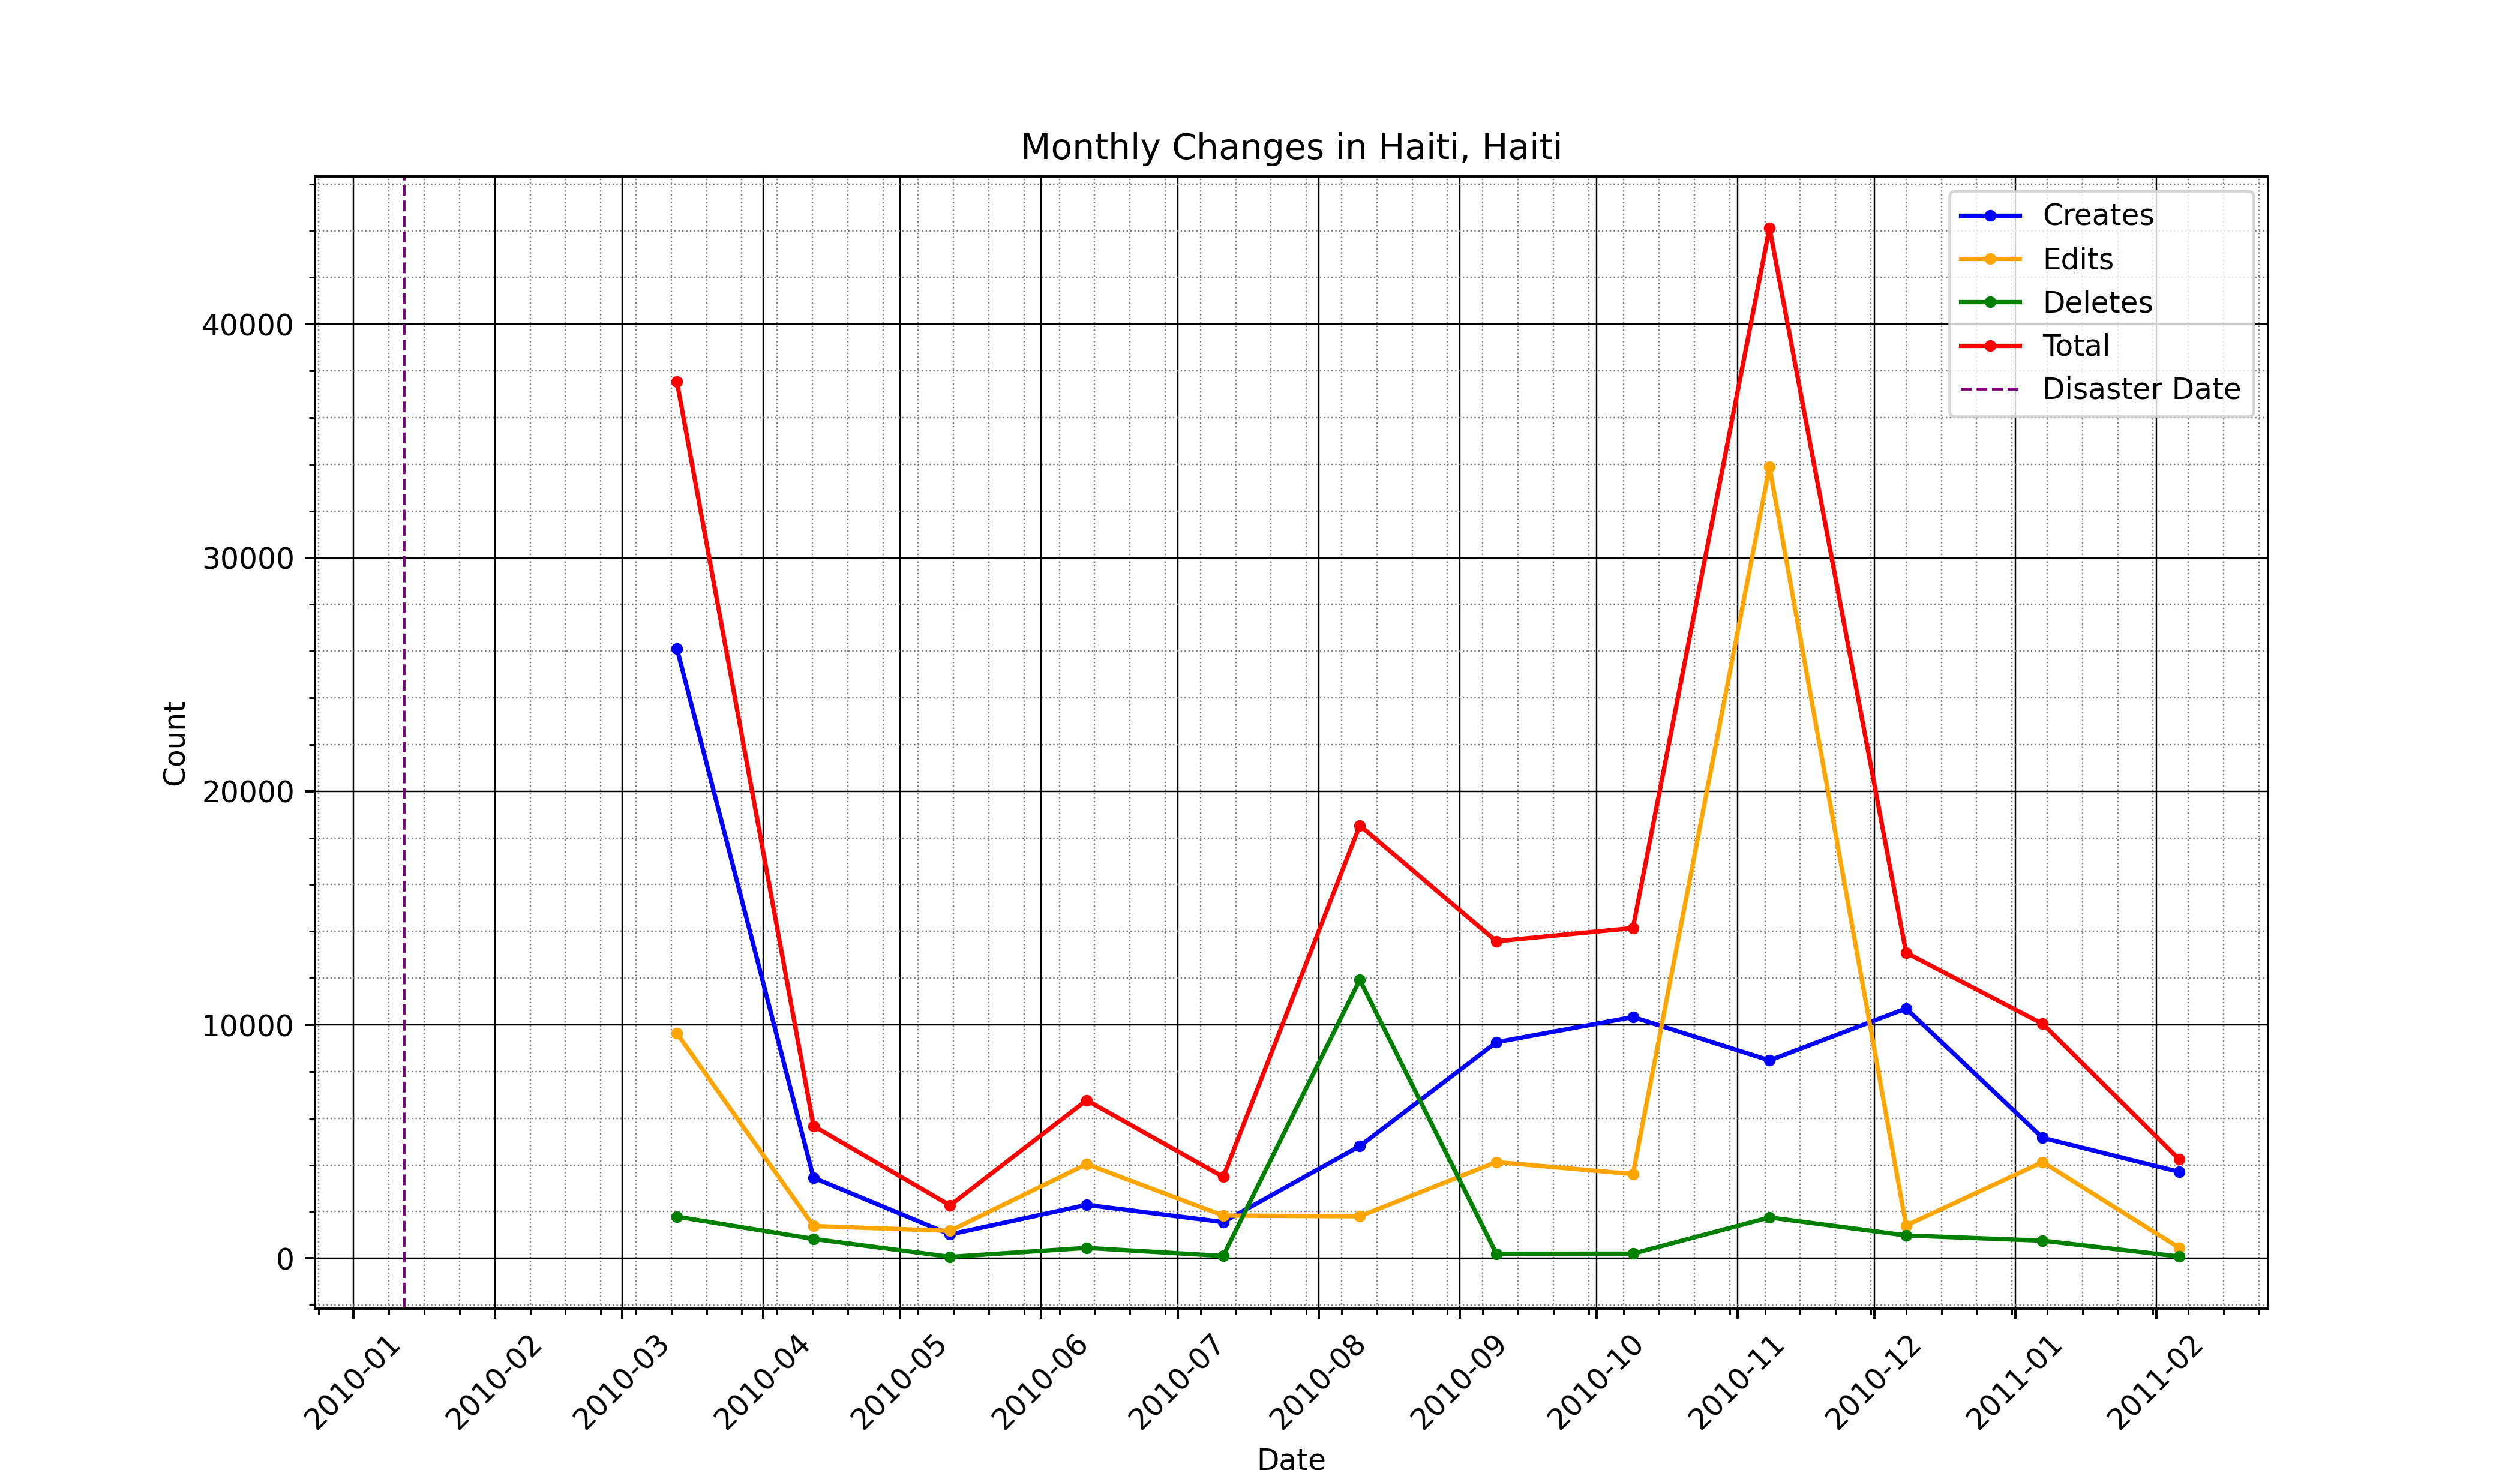 Monthly Changes in Haiti, Haiti
Creates
Edits
Deletes
Total
Disaster Date
Count
40000
30000
20000
10000
0
2010-01
2010-02
2010-03
2010-04
2010-05
2010-06
2010-07
2010-08
2010-09
2010-10
2010-11
2010-12
2011-01
2011-02
Date